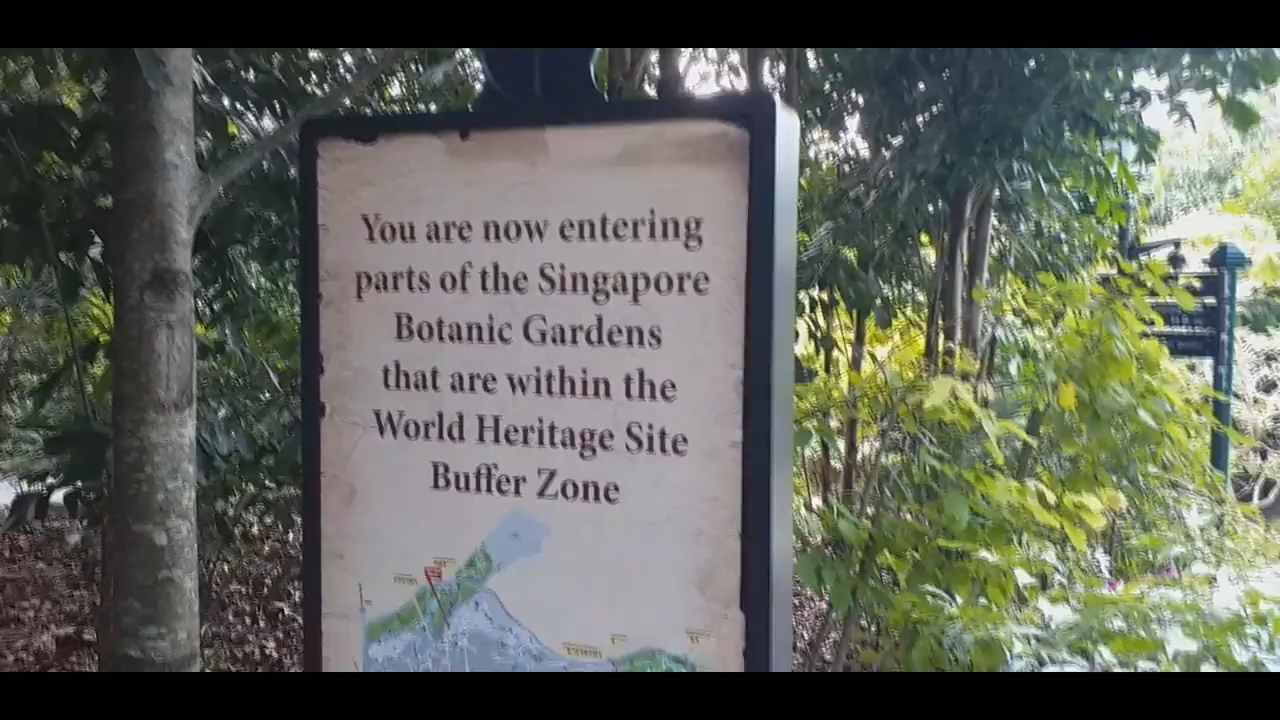 You are now entering
parts of the Singapore
Botanic Gardens
that are within the
World Heritage Site
Buffer Zone